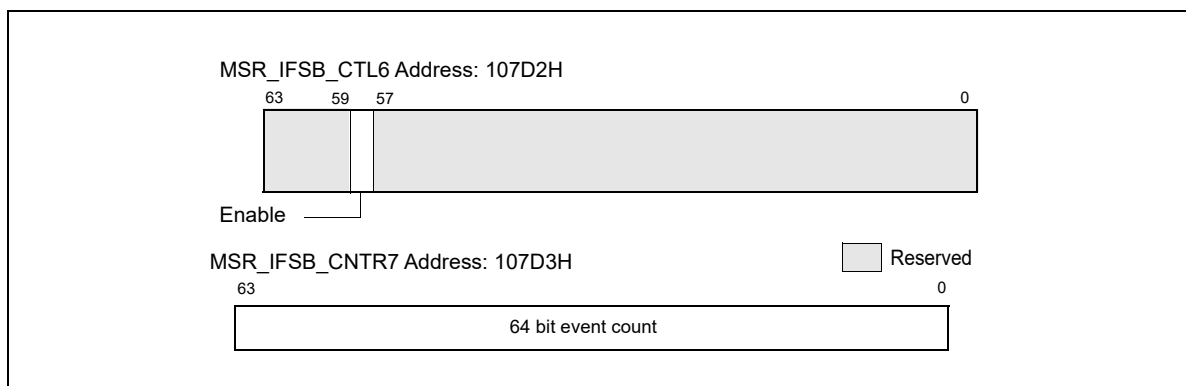 MSR_IFSB_CTL6 Address: 107D2H
63 59 57 0
Enable
Reserved
MSR_IFSB_CNTR7 Address: 107D3H
63 0
64 bit event count